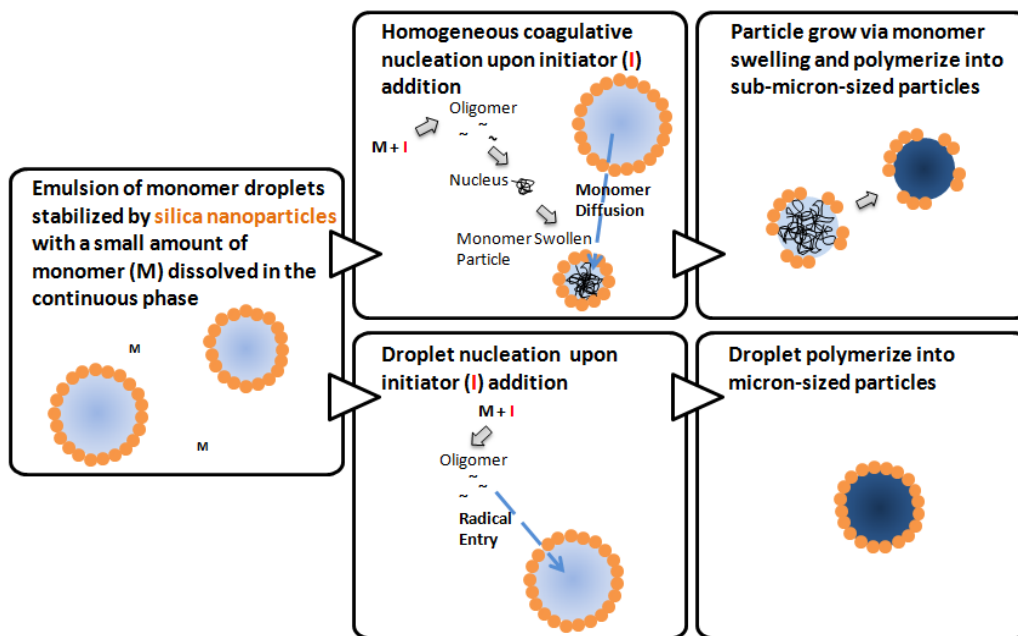 Emulsion of monomer droplets
stabilized by silica nanoparticles
with a small amount of
monomer (M) dissolved in the
continuous phase
M
M
Homogeneous coagulative
nucleation upon initiator (I)
addition
Oligomer
~
~ ~
M + I
Nucleus
Monomer
Diffusion
Monomer Swollen
Particle
Particle grow via monomer
swelling and polymerize into
sub-micron-sized particles
Droplet nucleation upon
initiator (I) addition
M + I
Oligomer
~
~ ~
Radical
Entry
Droplet polymerize into
micron-sized particles